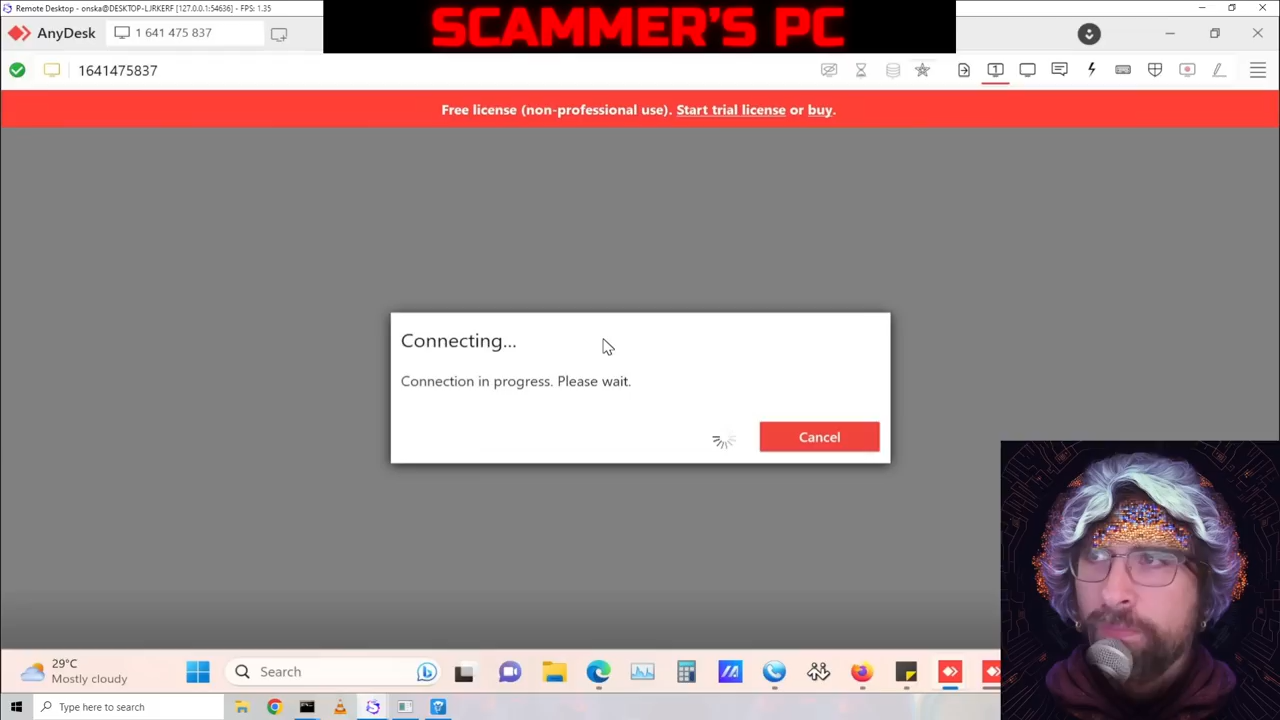 Remote Desktop - onska@DESKTOP-LJRKERF [127.0.0.1:54636] - FPS: 1.35
SCAMMER'S PC
AnyDesk
1 641 475 837
1641475837
1
Free license (non-professional use). Start trial license or buy.
Connecting...
Connection in progress. Please wait.
Cancel
29°C
Mostly cloudy
Search
Type here to search